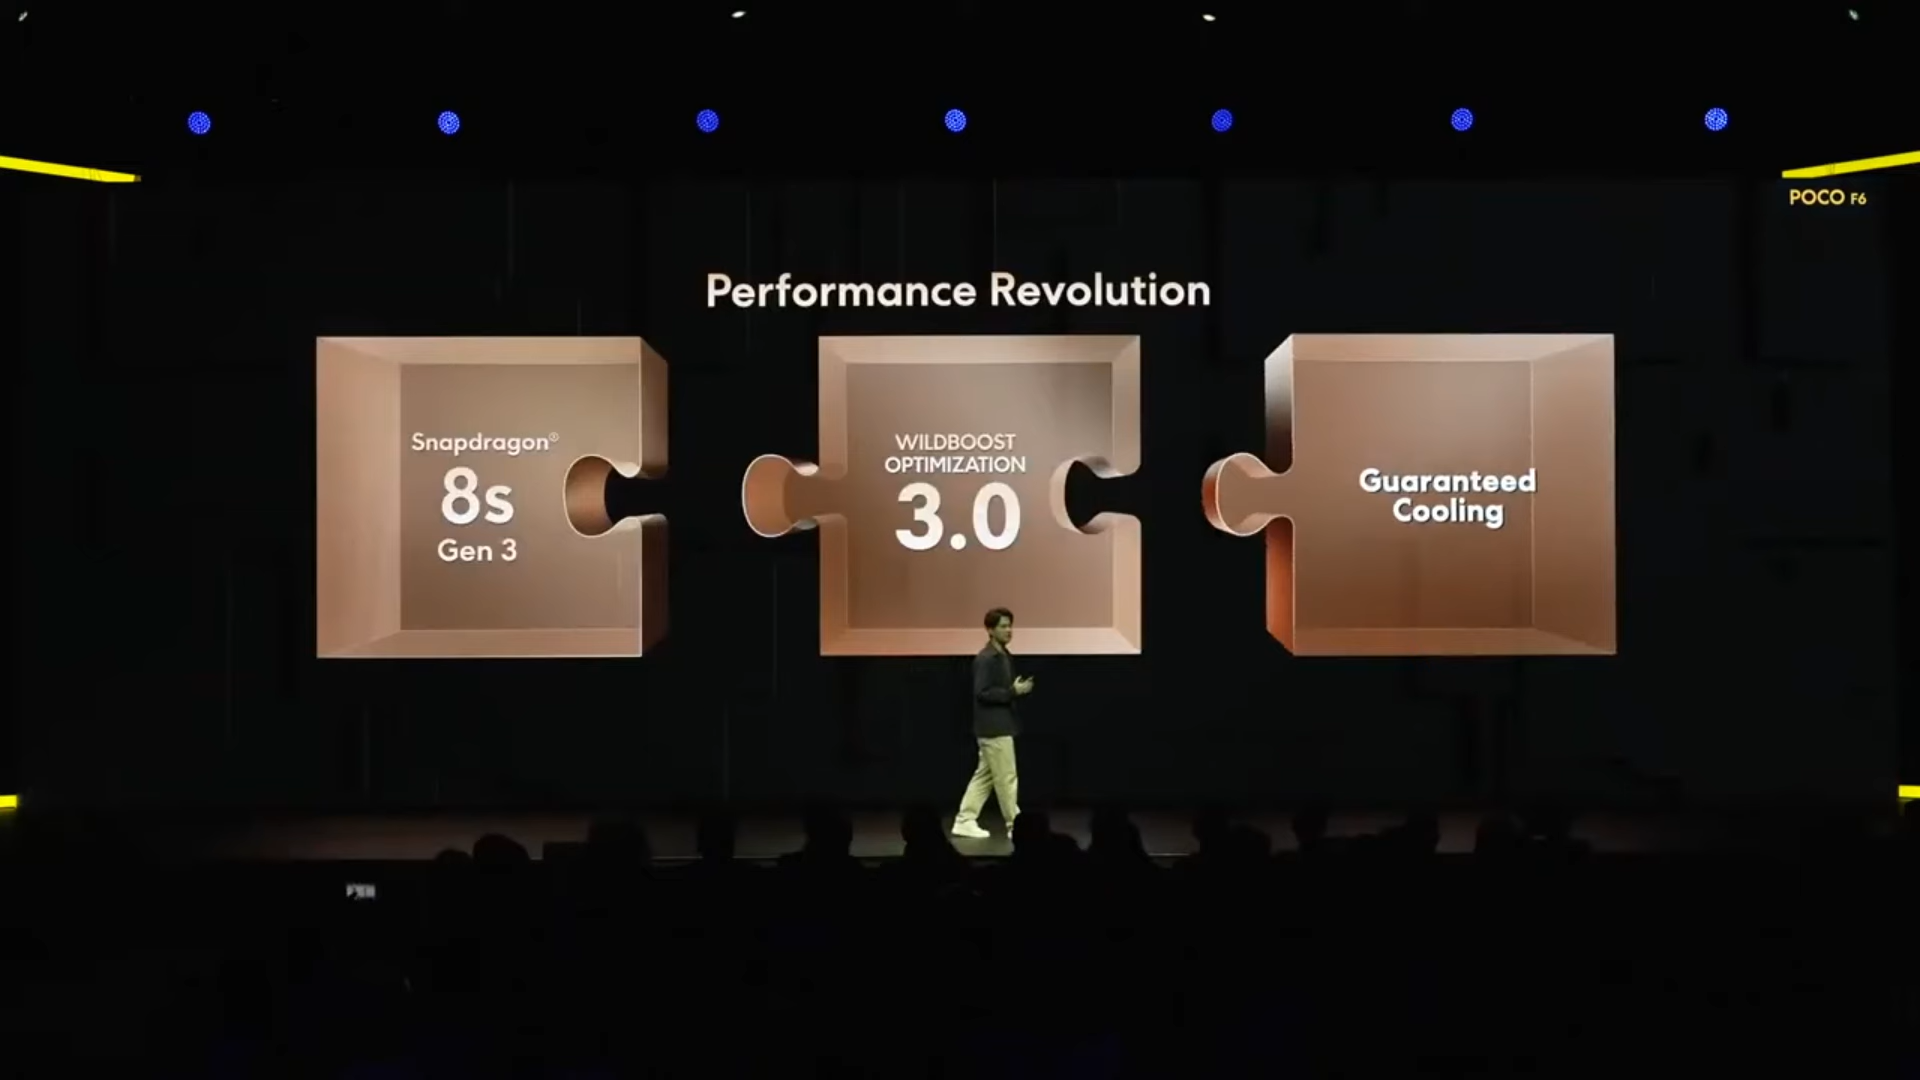 POCO F6
Performance Revolution
Snapdragon®
8s
Gen 3
WILDBOOST
OPTIMIZATION
3.0
Guaranteed
Cooling